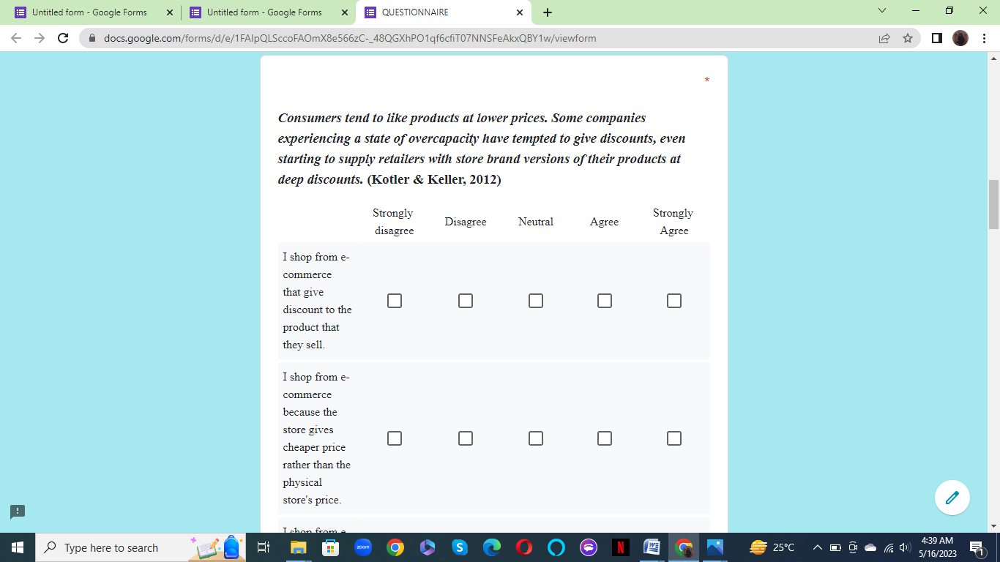 Untitled form - Google Forms
Untitled form - Google Forms
QUESTIONNAIRE
docs.google.com/forms/d/e/1FAIpQLSccoFAOmX8e566zC-_48QGXhPO1qf6cfiT07NNSFeAkxQBY1w/viewform
*
Consumers tend to like products at lower prices. Some companies
experiencing a state of overcapacity have tempted to give discounts, even
starting to supply retailers with store brand versions of their products at
deep discounts. (Kotler & Keller, 2012)
Strongly
disagree
Disagree
Neutral
Agree
Strongly
Agree
I shop from e-
commerce
that give
discount to the
product that
they sell.
I shop from e-
commerce
because the
store gives
cheaper price
rather than the
physical
store's price.
I shop from e-
Type here to search
zoom
S
N
W
25°C
4:39 AM
5/16/2023
1